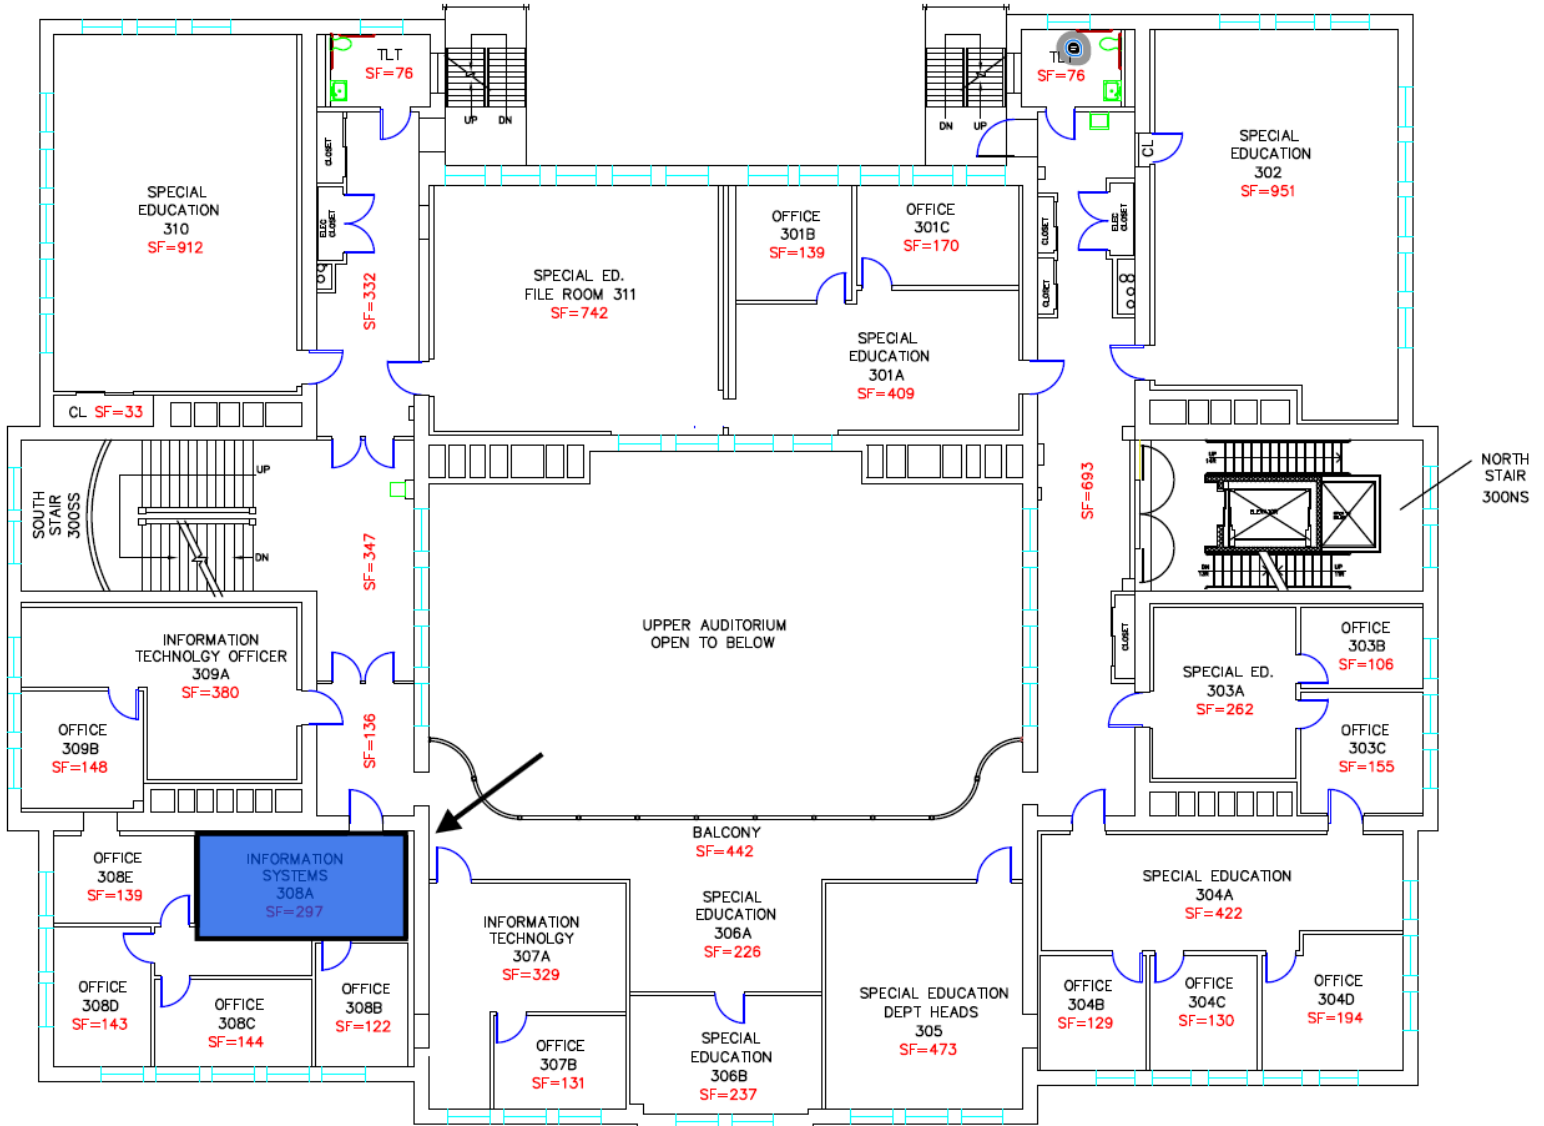 TLT
SF=76
UP
DN
CLOSET
ELEC
CLOSET
SPECIAL
EDUCATION
310
SF=912
SF=332
CL SF=33
SPECIAL ED.
FILE ROOM 311
SF=742
OFFICE
301B
SF=139
OFFICE
301C
SF=170
SPECIAL
EDUCATION
301A
SF=409
DN
UP
SF=76
CL
CLOSET
CLOSET
ELEC
CLOSET
SPECIAL
EDUCATION
302
SF=951
SOUTH
STAIR
300SS
UP
DN
SF=347
SF=693
UP
DN
UP
ELEVATOR
NORTH
STAIR
300NS
UPPER AUDITORIUM
OPEN TO BELOW
INFORMATION
TECHNOLGY OFFICER
309A
SF=380
OFFICE
309B
SF=148
SF=136
CLOSET
SPECIAL ED.
303A
SF=262
OFFICE
303B
SF=106
OFFICE
303C
SF=155
OFFICE
308E
SF=139
INFORMATION
SYSTEMS
308A
SF=297
OFFICE
308D
SF=143
OFFICE
308C
SF=144
OFFICE
308B
SF=122
BALCONY
SF=442
INFORMATION
TECHNOLGY
307A
SF=329
OFFICE
307B
SF=131
SPECIAL
EDUCATION
306A
SF=226
SPECIAL
EDUCATION
306B
SF=237
SPECIAL EDUCATION
DEPT HEADS
305
SF=473
SPECIAL EDUCATION
304A
SF=422
OFFICE
304B
SF=129
OFFICE
304C
SF=130
OFFICE
304D
SF=194